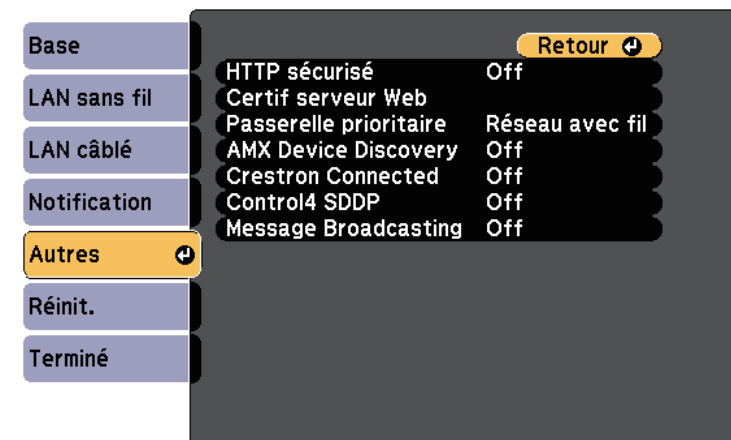 Base
LAN sans fil
LAN câblé
Notification
Autres
Réinit.
Terminé
Retour
HTTP sécurisé Off
Certif serveur Web
Passerelle prioritaire Réseau avec fil
AMX Device Discovery Off
Crestron Connected Off
Control4 SDDP Off
Message Broadcasting Off